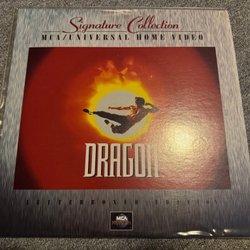 Signature Collection
MCA/UNIVERSAL HOME VIDEO
DRAGON
LETTERBOXED EDITION
MCA